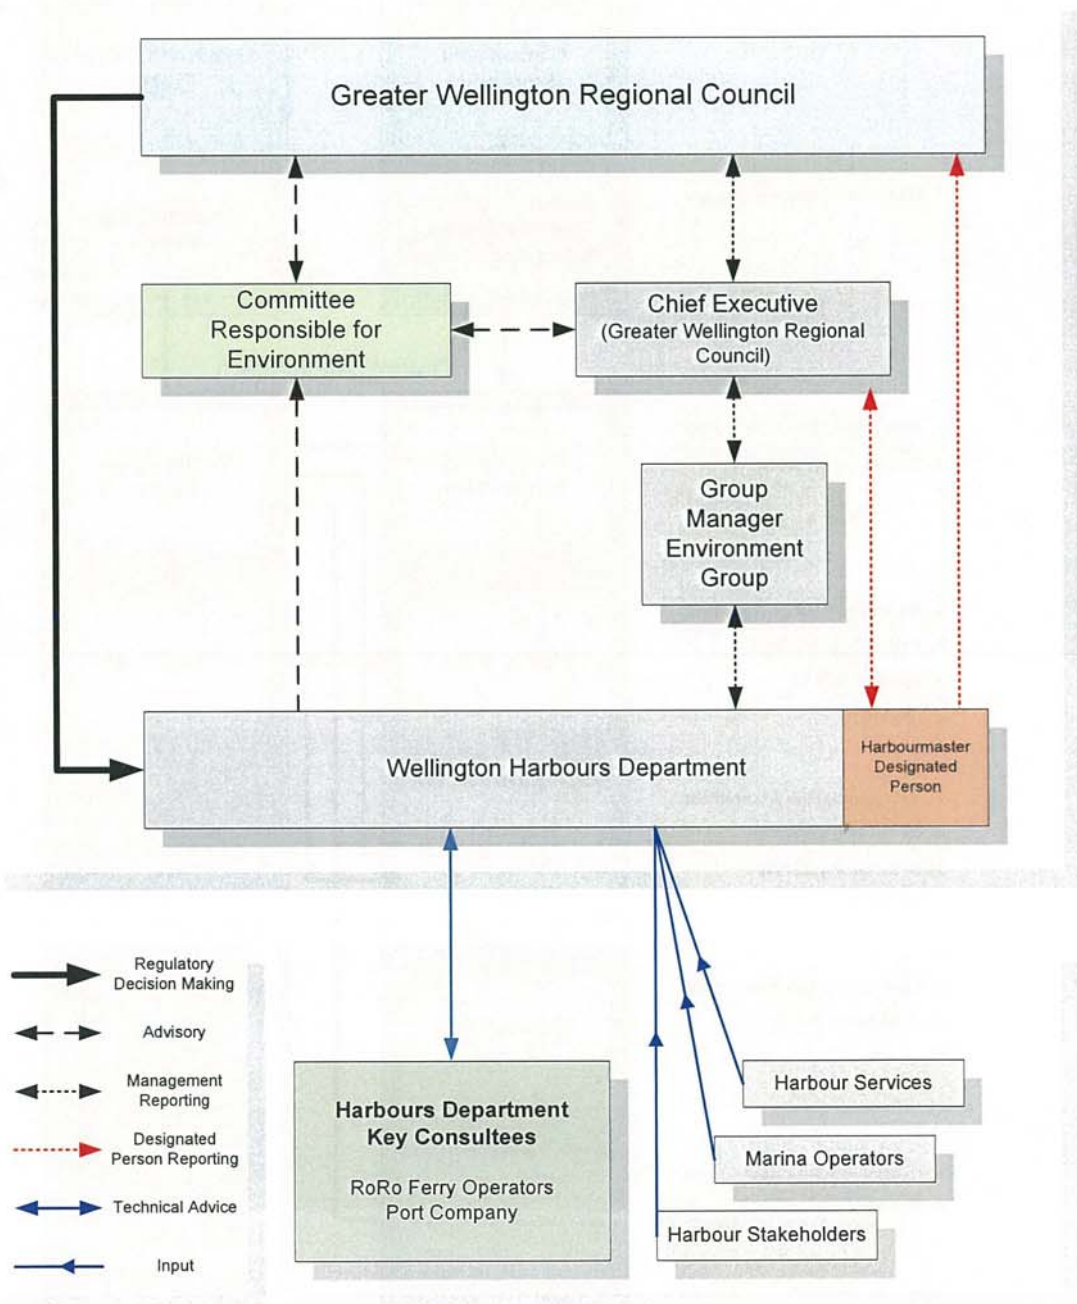 Greater Wellington Regional Council
Committee
Responsible for
Environment
Chief Executive
(Greater Wellington Regional
Council)
Group
Manager
Environment
Group
Wellington Harbours Department
Harbourmaster
Designated
Person
Regulatory
Decision Making
Advisory
Management
Reporting
Designated
Person Reporting
Technical Advice
Input
Harbours Department
Key Consultees
RoRo Ferry Operators
Port Company
Harbour Services
Marina Operators
Harbour Stakeholders